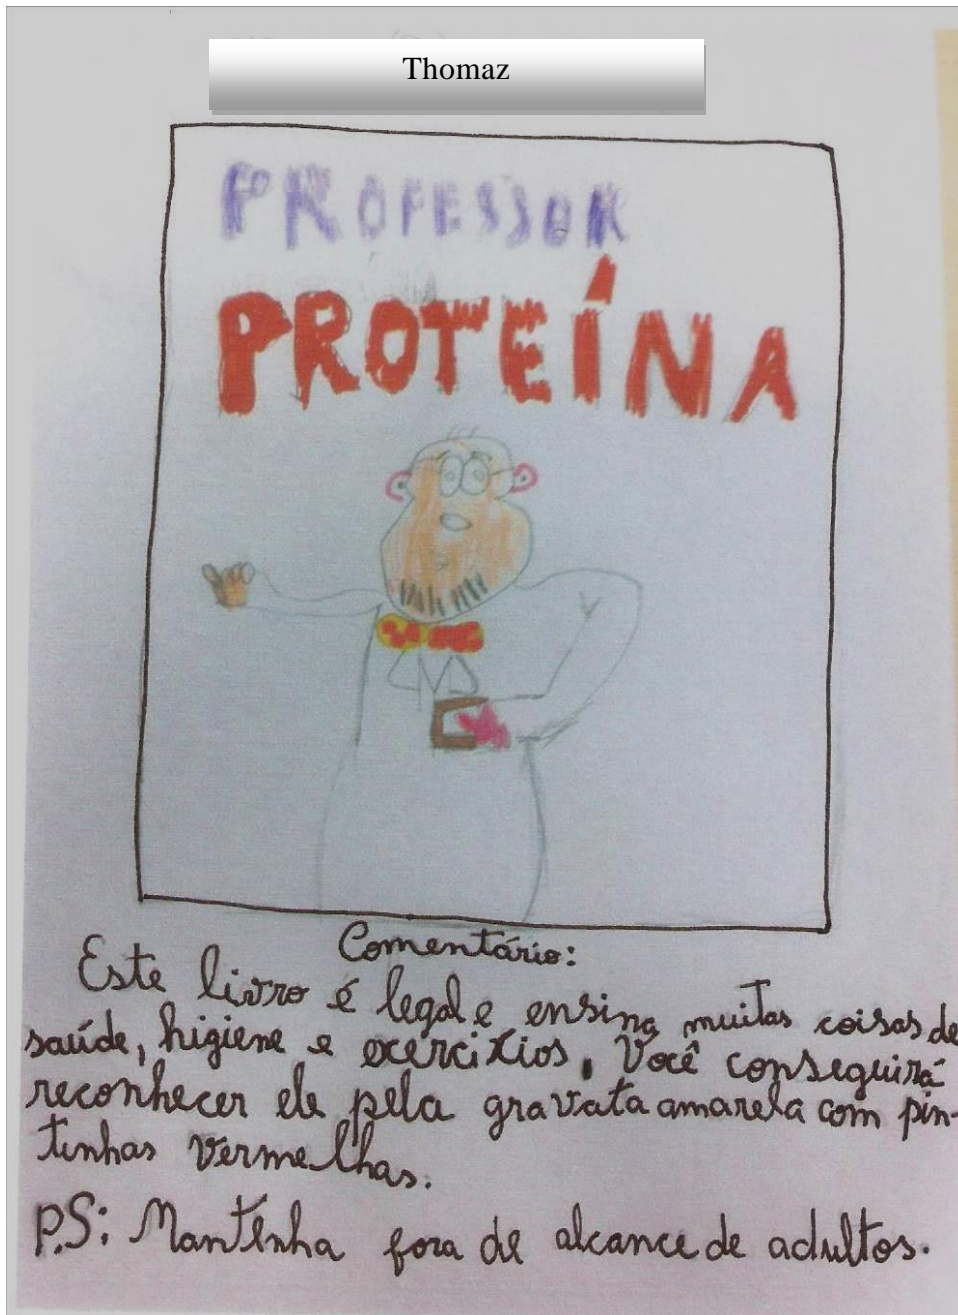 Thomaz
PROFESSOR
PROTEÍNA
Comentário:
Este livro é legal e ensina muitas coisas de
saúde, higiene e exercixios. Você conseguirá
reconhecer ele pela gravata amarela com pin-
tinhas vermelhas.
P.S: Mantenha fora de alcance de adultos.